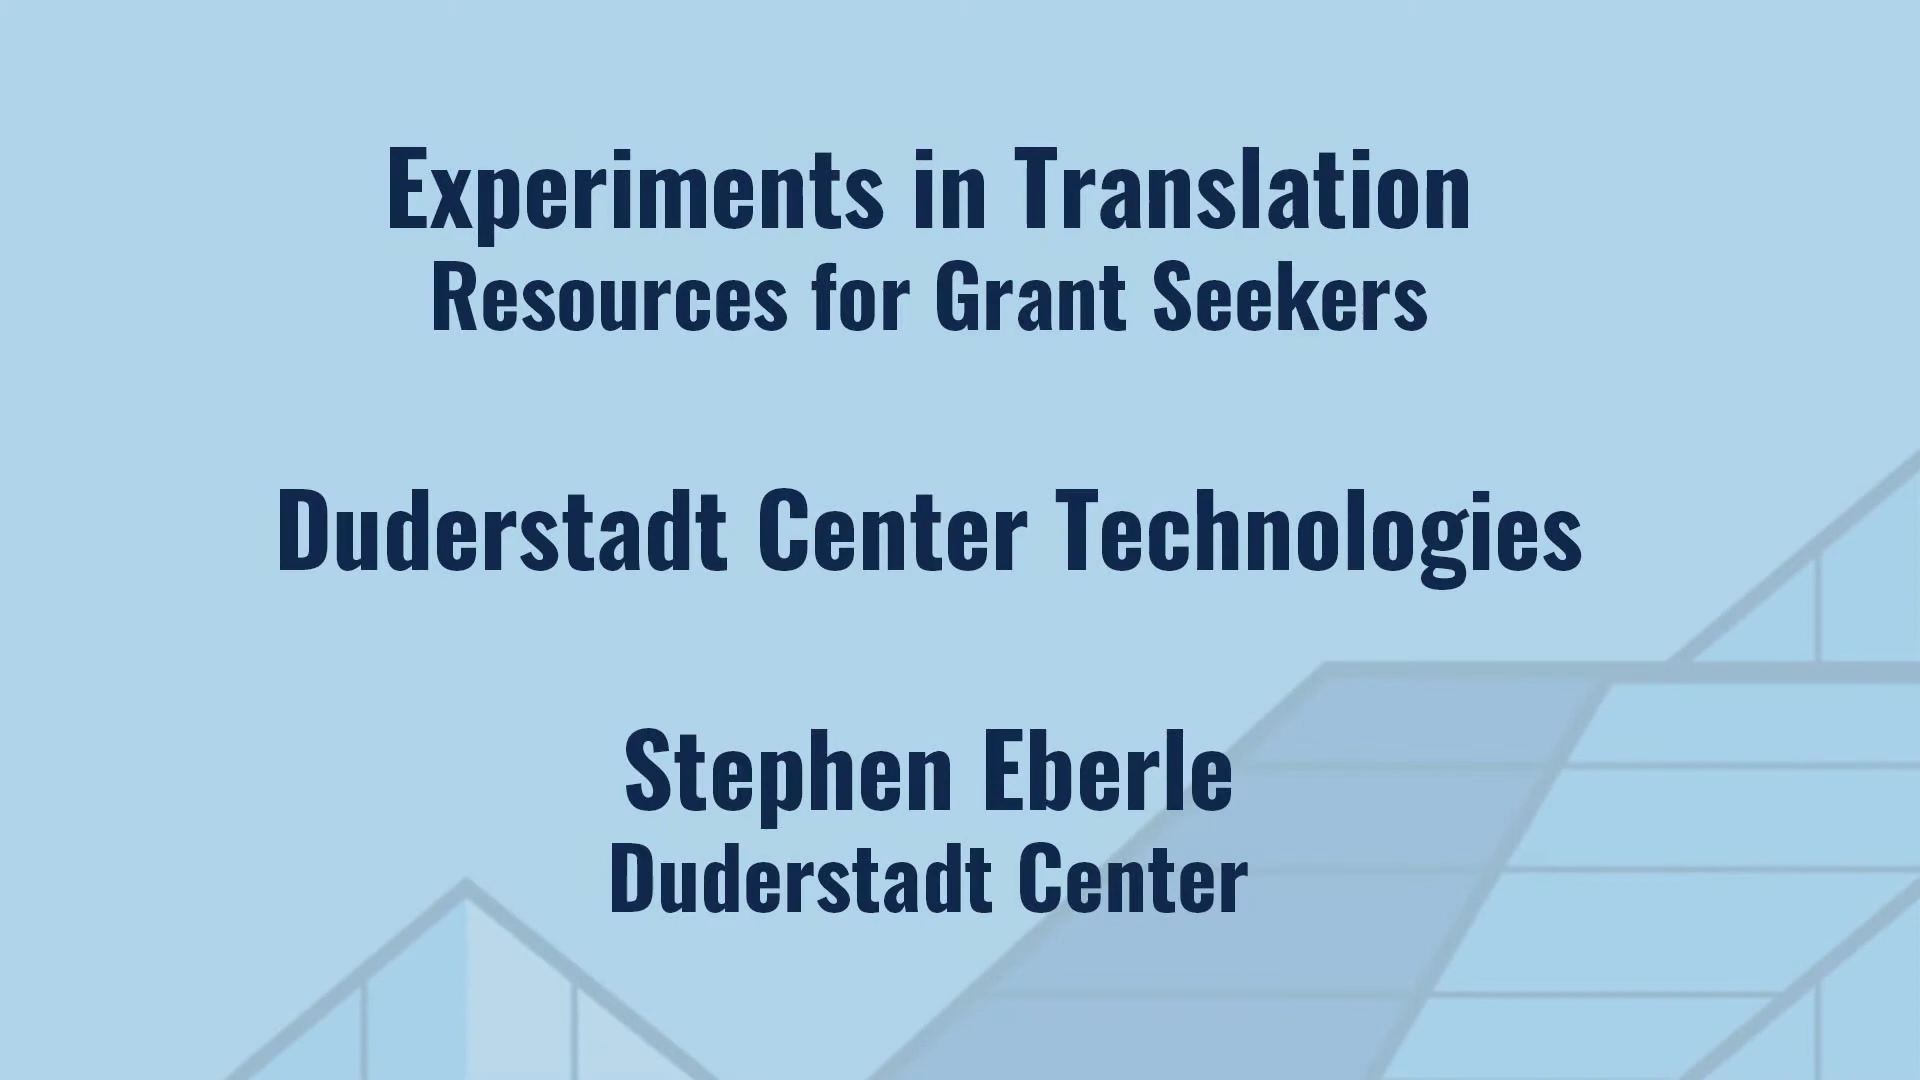 Experiments in Translation
Resources for Grant Seekers
Duderstadt Center Technologies
Stephen Eberle
Duderstadt Center